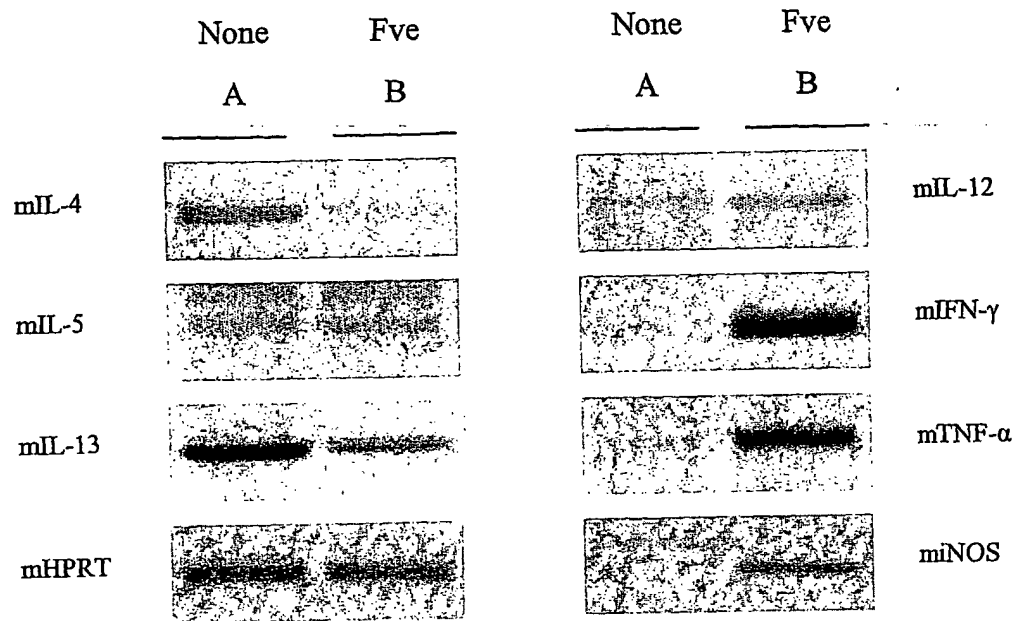 None Fve None Fve
A B A B
mIL-4 mIL-12
mIL-5 mIFN-γ
mIL-13 mTNF-α
mHPRT miNOS